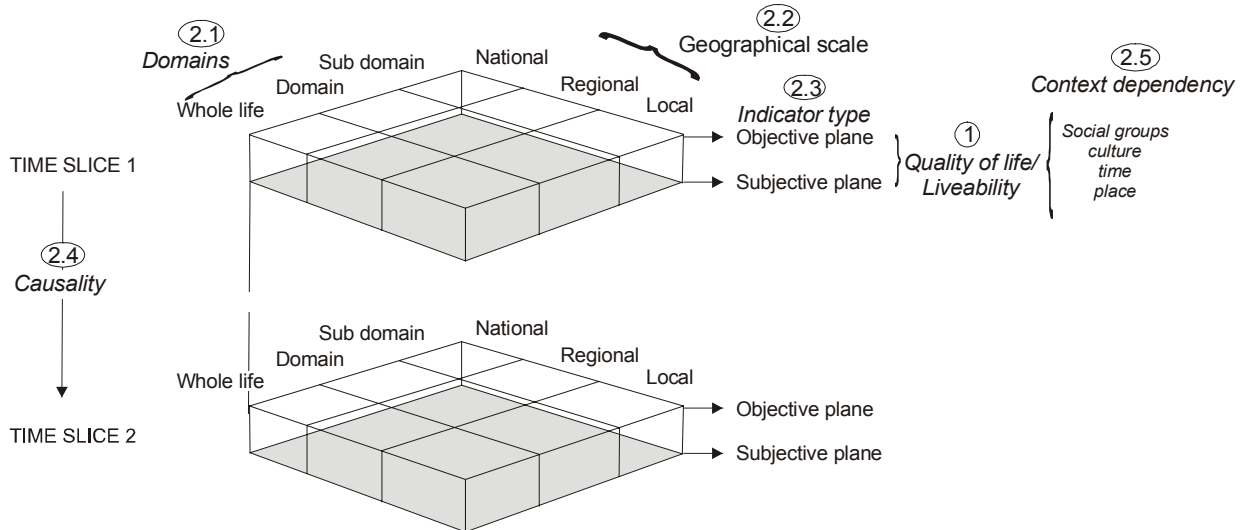 2.1
Domains
2.2
Geographical scale
2.5
Context dependency
Sub domain
National
Domain
Regional
2.3
Indicator type
Whole life
Local
Objective plane
Subjective plane
1
Quality of life/
Liveability
Social groups
culture
time
place
TIME SLICE 1
2.4
Causality
TIME SLICE 2
Sub domain
National
Domain
Regional
Whole life
Local
Objective plane
Subjective plane